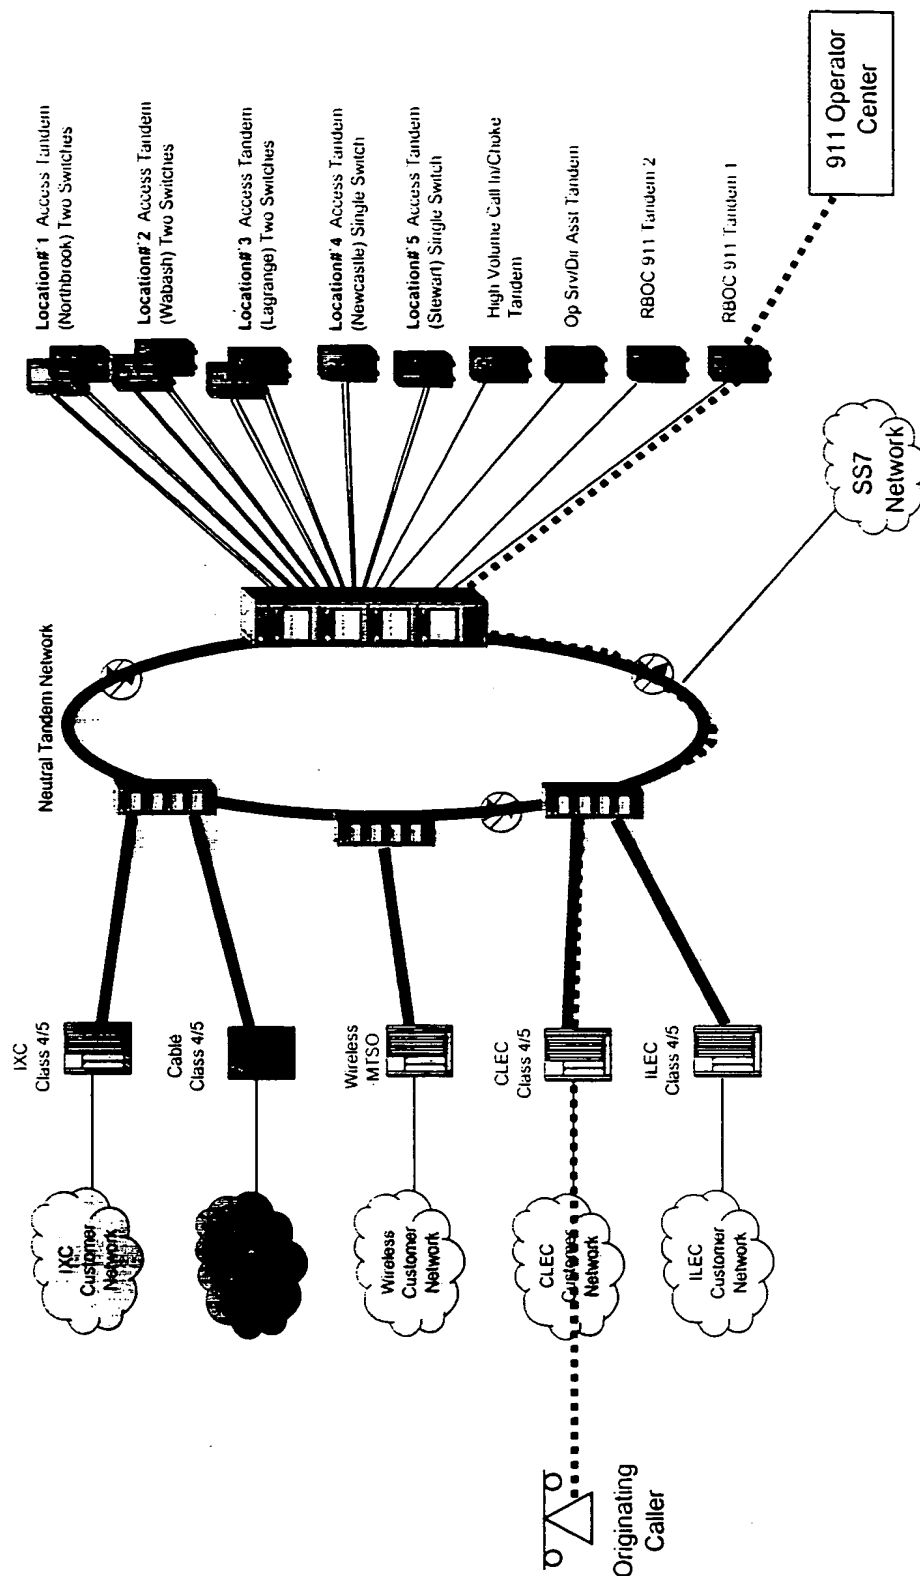 Neutral Tandem Network
IXC
Class 4/5
Cable
Class 4/5
Wireless
MTSO
CLEC
Class 4/5
ILEC
Class 4/5
IXC
Customer
Network
Wireless
Customer
Network
CLEC
Customer
Network
ILEC
Customer
Network
Originating
Caller
Location# 1 Access Tandem
(Northbrook) Two Switches
Location# 2 Access Tandem
(Wabash) Two Switches
Location# 3 Access Tandem
(Lagrange) Two Switches
Location# 4 Access Tandem
(Newcastle) Single Switch
Location# 5 Access Tandem
(Stewart) Single Switch
High Volume Call In/Choke
Tandem
Op Srv/Dir Asst Tandem
RBOC 911 Tandem 2
RBOC 911 Tandem 1
911 Operator
Center
SS7
Network